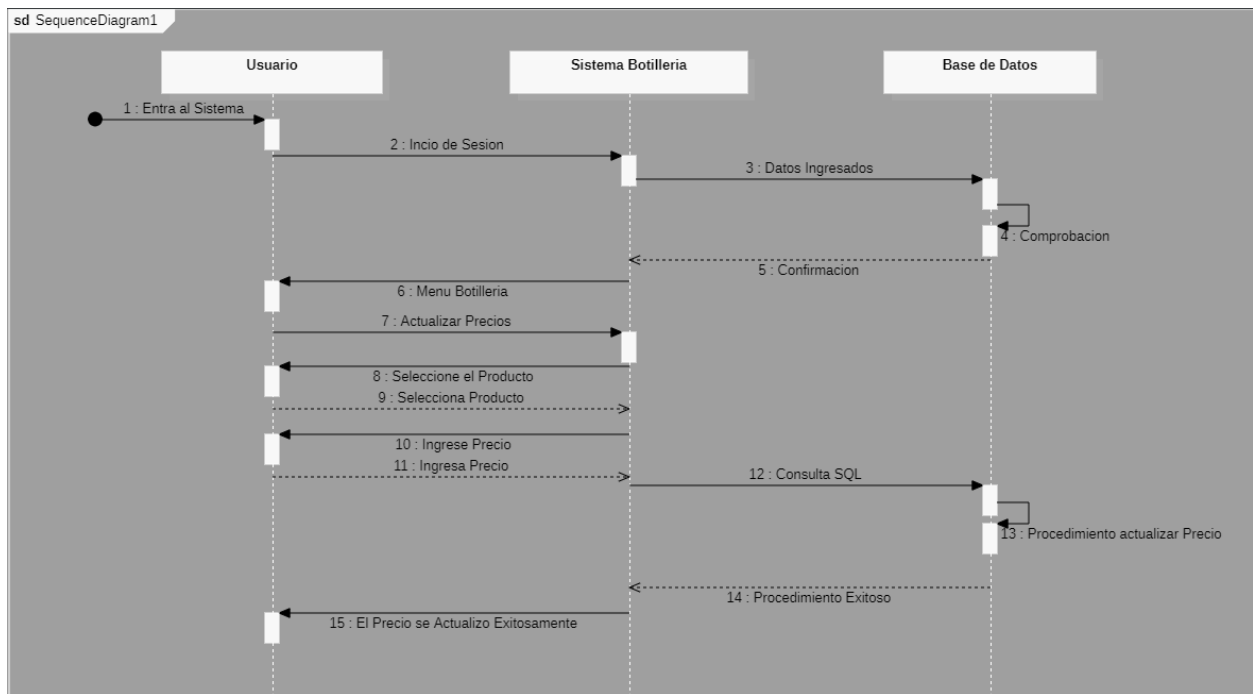 sd SequenceDiagram1
Usuario
Sistema Botilleria
Base de Datos
1 : Entra al Sistema
2 : Incio de Sesion
3 : Datos Ingresados
4 : Comprobacion
5 : Confirmacion
6 : Menu Botilleria
7 : Actualizar Precios
8 : Seleccione el Producto
9 : Selecciona Producto
10 : Ingrese Precio
11 : Ingresa Precio
12 : Consulta SQL
13 : Procedimiento actualizar Precio
14 : Procedimiento Exitoso
15 : El Precio se Actualizo Exitosamente